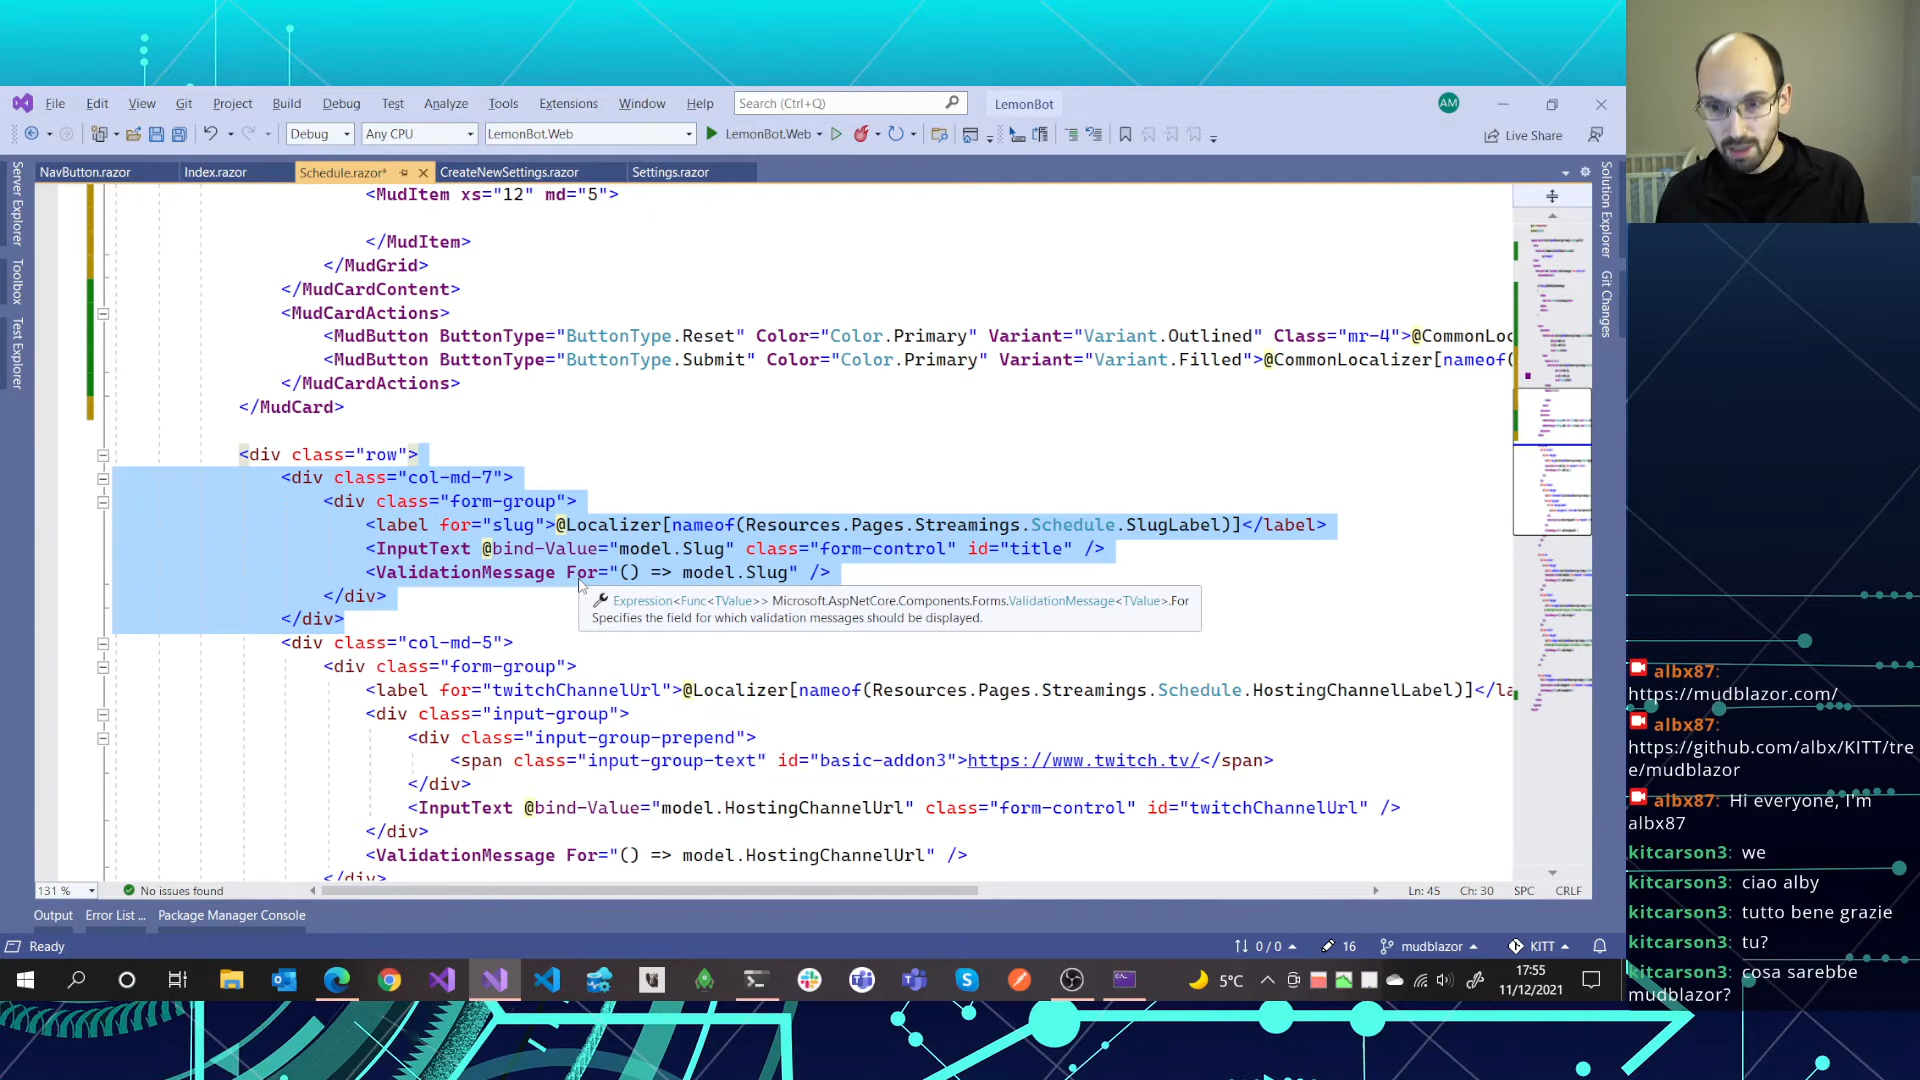 File Edit View Git Project Build Debug Test Analyze Tools Extensions Window Help Search (Ctrl+Q) LemonBot AM
Debug Any CPU LemonBot.Web LemonBot.Web Live Share
NavButton.razor Index.razor Schedule.razor* CreateNewSettings.razor Settings.razor
Server Explorer
Toolbox
Test Explorer
Solution Explorer
Git Changes
<MudItem xs="12" md="5">
</MudItem>
</MudGrid>
</MudCardContent>
<MudCardActions>
<MudButton ButtonType="ButtonType.Reset" Color="Color.Primary" Variant="Variant.Outlined" Class="mr-4">@CommonLoc
<MudButton ButtonType="ButtonType.Submit" Color="Color.Primary" Variant="Variant.Filled">@CommonLocalizer[nameof(
</MudCardActions>
</MudCard>
<div class="row">
<div class="col-md-7">
<div class="form-group">
<label for="slug">@Localizer[nameof(Resources.Pages.Streamings.Schedule.SlugLabel)]</label>
<InputText @bind-Value="model.Slug" class="form-control" id="title" />
<ValidationMessage For="() => model.Slug" />
</div>
Expression<Func<TValue>> Microsoft.AspNetCore.Components.Forms.ValidationMessage<TValue>.For
Specifies the field for which validation messages should be displayed.
</div>
<div class="col-md-5">
<div class="form-group">
<label for="twitchChannelUrl">@Localizer[nameof(Resources.Pages.Streamings.Schedule.HostingChannelLabel)]</la
<div class="input-group">
<div class="input-group-prepend">
<span class="input-group-text" id="basic-addon3">https://www.twitch.tv/</span>
</div>
<InputText @bind-Value="model.HostingChannelUrl" class="form-control" id="twitchChannelUrl" />
</div>
<ValidationMessage For="() => model.HostingChannelUrl" />
</div>
131 % No issues found Ln: 45 Ch: 30 SPC CRLF
Output Error List ... Package Manager Console
Ready 0 / 0 16 mudblazor KITT
5°C 17:55
11/12/2021
albx87:
https://mudblazor.com/
albx87:
https://github.com/albx/KITT/tre
e/mudblazor
albx87: Hi everyone, I'm
albx87
kitcarson3: we
kitcarson3: ciao alby
kitcarson3: tutto bene grazie
kitcarson3: tu?
kitcarson3: cosa sarebbe
mudblazor?